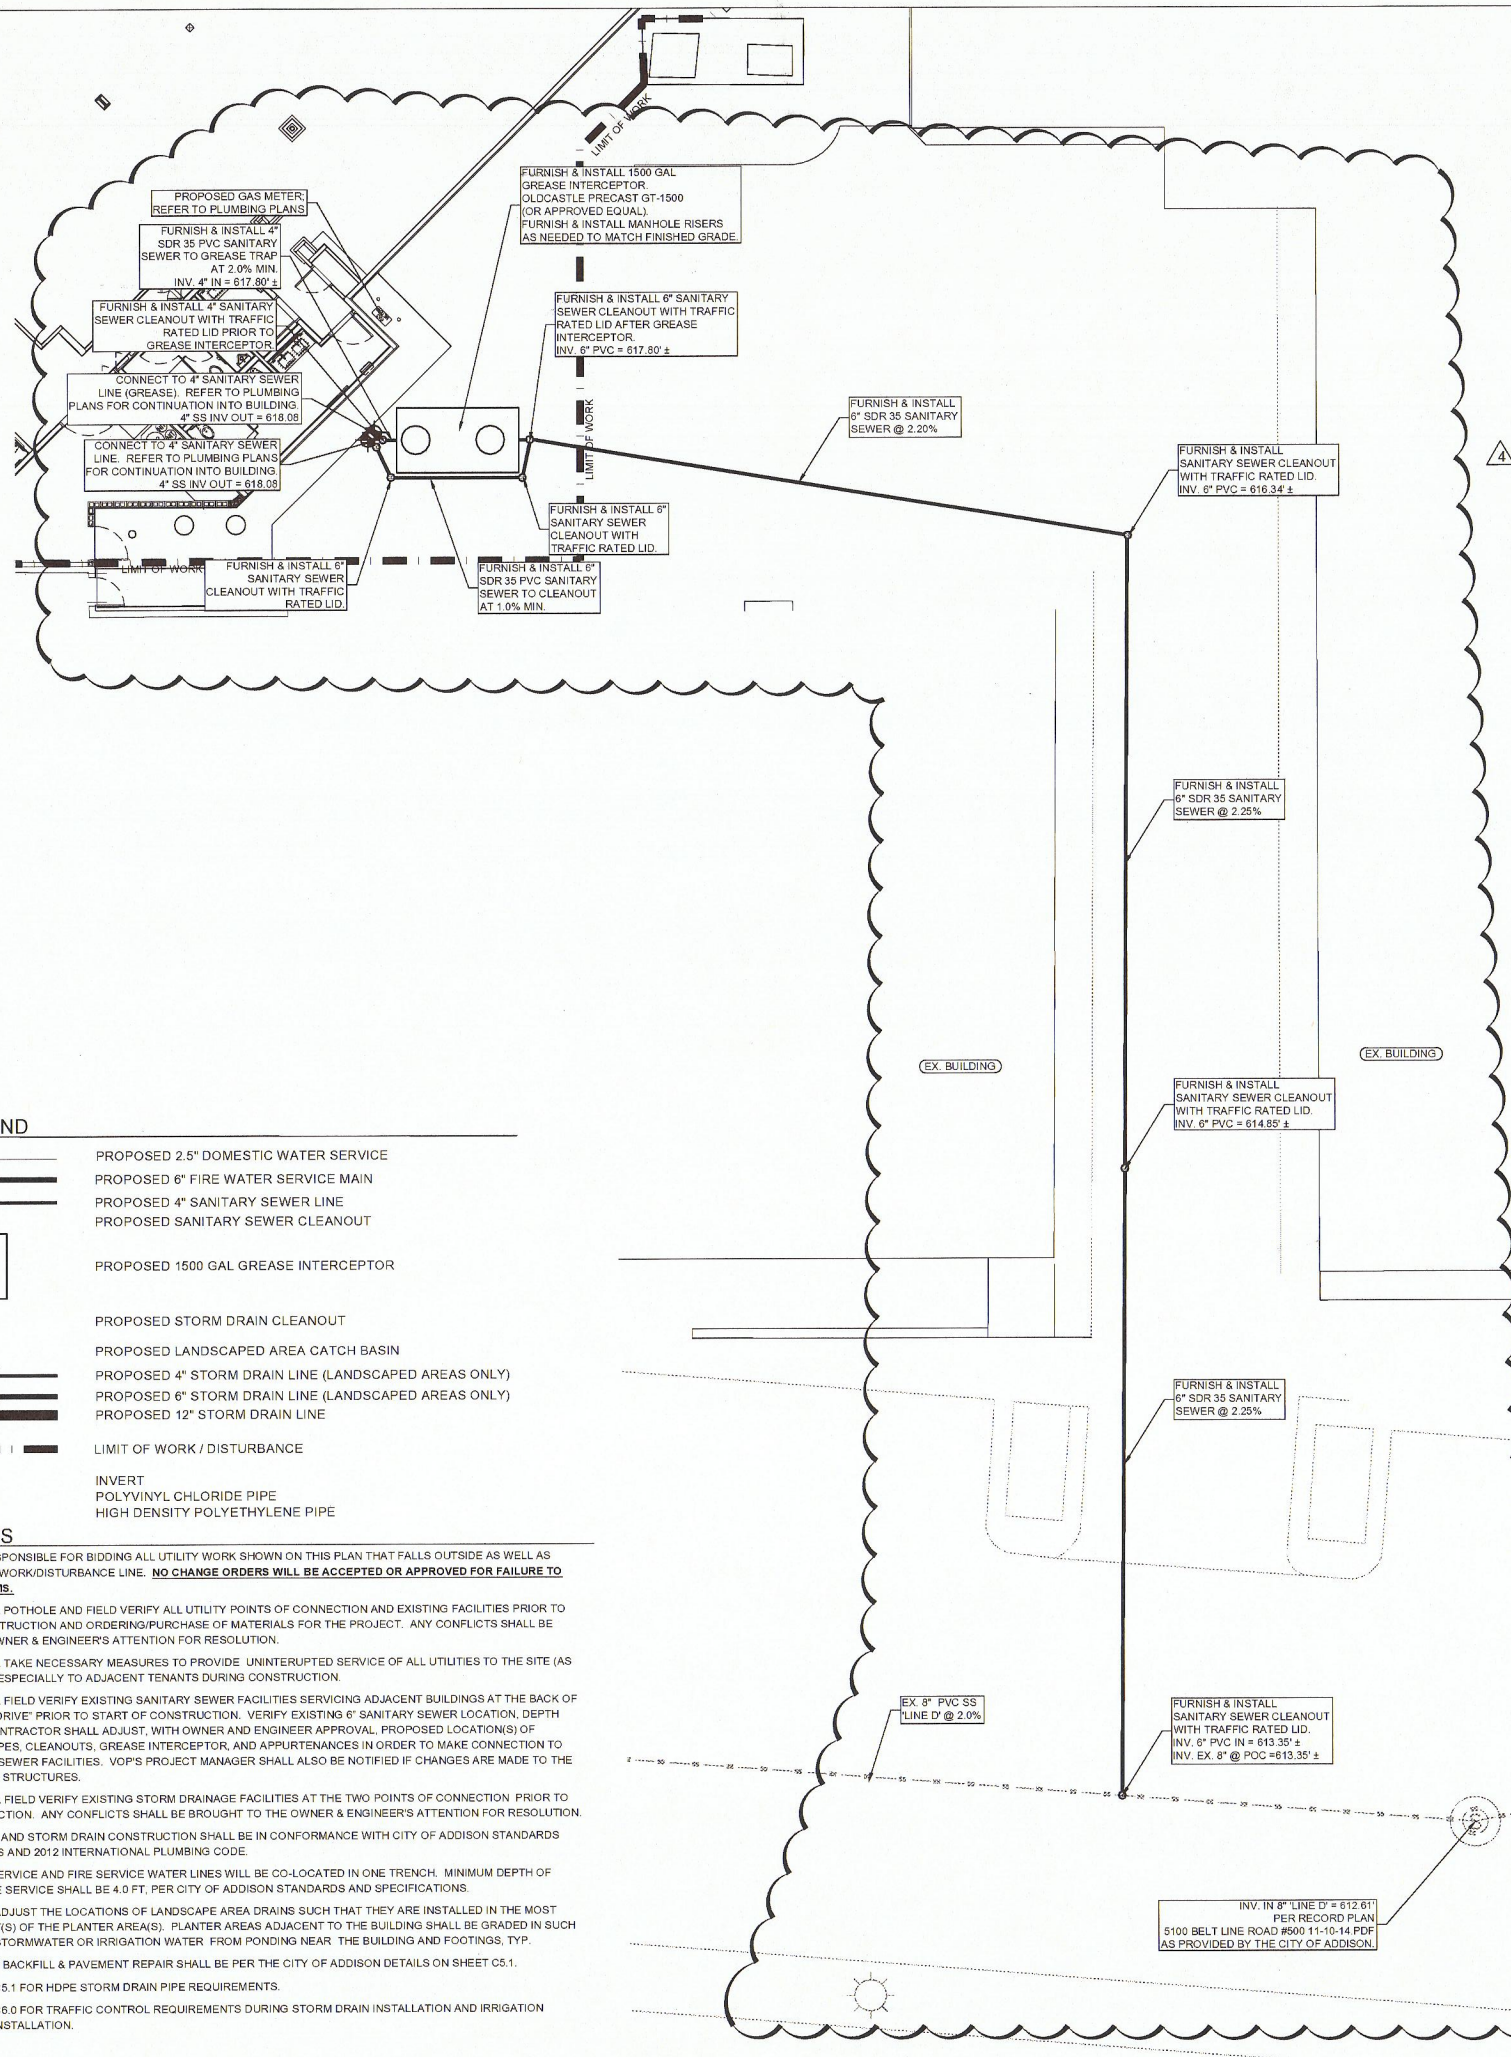 LIMIT OF WORK
PROPOSED GAS METER;
REFER TO PLUMBING PLANS
FURNISH & INSTALL 4"
SDR 35 PVC SANITARY
SEWER TO GREASE TRAP
AT 2.0% MIN.
INV. 4" IN = 617.80' ±
FURNISH & INSTALL 4" SANITARY
SEWER CLEANOUT WITH TRAFFIC
RATED LID PRIOR TO
GREASE INTERCEPTOR
CONNECT TO 4" SANITARY SEWER
LINE (GREASE). REFER TO PLUMBING
PLANS FOR CONTINUATION INTO BUILDING.
4" SS INV OUT = 618.08
CONNECT TO 4" SANITARY SEWER
LINE. REFER TO PLUMBING PLANS
FOR CONTINUATION INTO BUILDING.
4" SS INV OUT = 618.08
FURNISH & INSTALL 1500 GAL
GREASE INTERCEPTOR.
OLDCASTLE PRECAST GT-1500
(OR APPROVED EQUAL).
FURNISH & INSTALL MANHOLE RISERS
AS NEEDED TO MATCH FINISHED GRADE.
FURNISH & INSTALL 6" SANITARY
SEWER CLEANOUT WITH TRAFFIC
RATED LID AFTER GREASE
INTERCEPTOR.
INV. 6" PVC = 617.80' ±
LIMIT OF WORK
FURNISH & INSTALL
6" SDR 35 SANITARY
SEWER @ 2.20%
FURNISH & INSTALL
SANITARY SEWER CLEANOUT
WITH TRAFFIC RATED LID.
INV. 6" PVC = 616.34' ±
4
FURNISH & INSTALL 6"
SANITARY SEWER
CLEANOUT WITH
TRAFFIC RATED LID.
LIMIT OF WORK
FURNISH & INSTALL 6"
SANITARY SEWER
CLEANOUT WITH TRAFFIC
RATED LID.
FURNISH & INSTALL 6"
SDR 35 PVC SANITARY
SEWER TO CLEANOUT
AT 1.0% MIN.
FURNISH & INSTALL
6" SDR 35 SANITARY
SEWER @ 2.25%
EX. BUILDING
EX. BUILDING
FURNISH & INSTALL
SANITARY SEWER CLEANOUT
WITH TRAFFIC RATED LID.
INV. 6" PVC = 614.85' ±
FURNISH & INSTALL
6" SDR 35 SANITARY
SEWER @ 2.25%
EX. 8" PVC SS
'LINE D' @ 2.0%
FURNISH & INSTALL
SANITARY SEWER CLEANOUT
WITH TRAFFIC RATED LID.
INV. 6" PVC IN = 613.35' ±
INV. EX. 8" @ POC =613.35' ±
INV. IN 8" 'LINE D' = 612.61'
PER RECORD PLAN
5100 BELT LINE ROAD #500 11-10-14.PDF
AS PROVIDED BY THE CITY OF ADDISON.
ND
PROPOSED 2.5" DOMESTIC WATER SERVICE
PROPOSED 6" FIRE WATER SERVICE MAIN
PROPOSED 4" SANITARY SEWER LINE
PROPOSED SANITARY SEWER CLEANOUT
PROPOSED 1500 GAL GREASE INTERCEPTOR
PROPOSED STORM DRAIN CLEANOUT
PROPOSED LANDSCAPED AREA CATCH BASIN
PROPOSED 4" STORM DRAIN LINE (LANDSCAPED AREAS ONLY)
PROPOSED 6" STORM DRAIN LINE (LANDSCAPED AREAS ONLY)
PROPOSED 12" STORM DRAIN LINE
LIMIT OF WORK / DISTURBANCE
INVERT
POLYVINYL CHLORIDE PIPE
HIGH DENSITY POLYETHYLENE PIPE
S
SPONSIBLE FOR BIDDING ALL UTILITY WORK SHOWN ON THIS PLAN THAT FALLS OUTSIDE AS WELL AS
WORK/DISTURBANCE LINE. NO CHANGE ORDERS WILL BE ACCEPTED OR APPROVED FOR FAILURE TO
MS.
POTHOLE AND FIELD VERIFY ALL UTILITY POINTS OF CONNECTION AND EXISTING FACILITIES PRIOR TO
TRUCTION AND ORDERING/PURCHASE OF MATERIALS FOR THE PROJECT. ANY CONFLICTS SHALL BE
WNER & ENGINEER'S ATTENTION FOR RESOLUTION.
TAKE NECESSARY MEASURES TO PROVIDE UNINTERUPTED SERVICE OF ALL UTILITIES TO THE SITE (AS
ESPECIALLY TO ADJACENT TENANTS DURING CONSTRUCTION.
FIELD VERIFY EXISTING SANITARY SEWER FACILITIES SERVICING ADJACENT BUILDINGS AT THE BACK OF
DRIVE" PRIOR TO START OF CONSTRUCTION. VERIFY EXISTING 6" SANITARY SEWER LOCATION, DEPTH
NTRACTOR SHALL ADJUST, WITH OWNER AND ENGINEER APPROVAL, PROPOSED LOCATION(S) OF
PES, CLEANOUTS, GREASE INTERCEPTOR, AND APPURTENANCES IN ORDER TO MAKE CONNECTION TO
SEWER FACILITIES. VOP'S PROJECT MANAGER SHALL ALSO BE NOTIFIED IF CHANGES ARE MADE TO THE
STRUCTURES.
FIELD VERIFY EXISTING STORM DRAINAGE FACILITIES AT THE TWO POINTS OF CONNECTION PRIOR TO
CTION. ANY CONFLICTS SHALL BE BROUGHT TO THE OWNER & ENGINEER'S ATTENTION FOR RESOLUTION.
AND STORM DRAIN CONSTRUCTION SHALL BE IN CONFORMANCE WITH CITY OF ADDISON STANDARDS
S AND 2012 INTERNATIONAL PLUMBING CODE.
ERVICE AND FIRE SERVICE WATER LINES WILL BE CO-LOCATED IN ONE TRENCH. MINIMUM DEPTH OF
E SERVICE SHALL BE 4.0 FT, PER CITY OF ADDISON STANDARDS AND SPECIFICATIONS.
ADJUST THE LOCATIONS OF LANDSCAPE AREA DRAINS SUCH THAT THEY ARE INSTALLED IN THE MOST
T(S) OF THE PLANTER AREA(S). PLANTER AREAS ADJACENT TO THE BUILDING SHALL BE GRADED IN SUCH
STORMWATER OR IRRIGATION WATER FROM PONDING NEAR THE BUILDING AND FOOTINGS, TYP.
BACKFILL & PAVEMENT REPAIR SHALL BE PER THE CITY OF ADDISON DETAILS ON SHEET C5.1.
5.1 FOR HDPE STORM DRAIN PIPE REQUIREMENTS.
6.0 FOR TRAFFIC CONTROL REQUIREMENTS DURING STORM DRAIN INSTALLATION AND IRRIGATION
NSTALLATION.